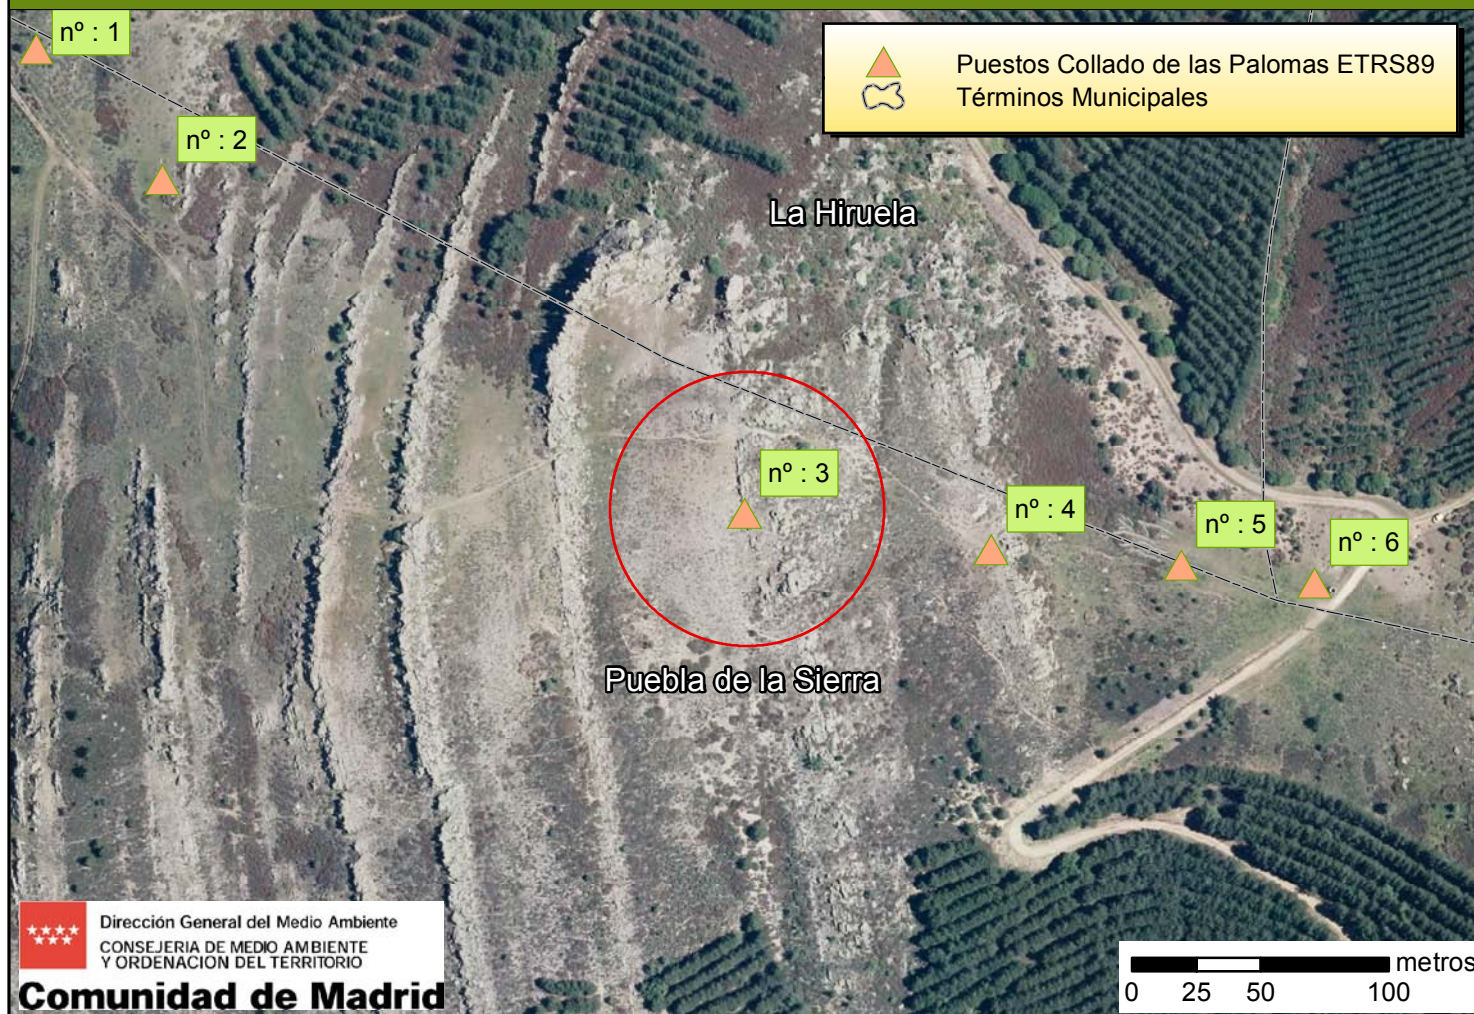 nº : 1
Puestos Collado de las Palomas ETRS89
Términos Municipales
nº : 2
La Hiruela
nº : 3
nº : 4
nº : 5
nº : 6
Puebla de la Sierra
Dirección General del Medio Ambiente
CONSEJERIA DE MEDIO AMBIENTE
Y ORDENACION DEL TERRITORIO
Comunidad de Madrid
metros
0 25 50 100